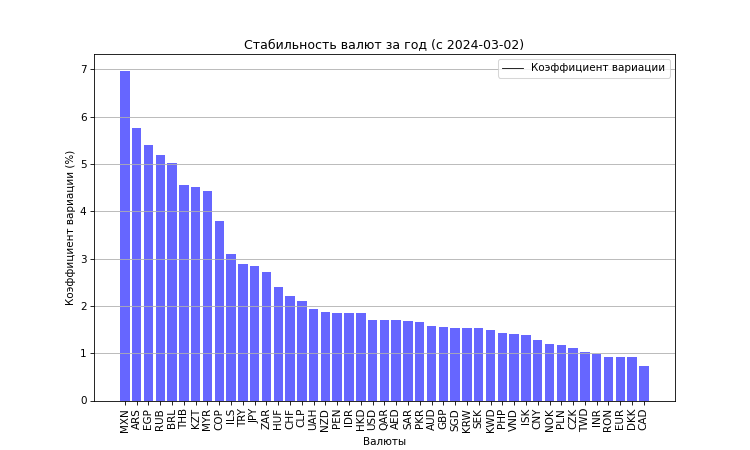 Стабильность валют за год (с 2024-03-02)
Коэффициент вариации
Коэффициент вариации (%)
7
6
5
4
3
2
1
0
MXN ARS EGP RUB BRL THB KZT MYR COP ILS TRY JPY ZAR HUF CHF CLP UAH NZD PEN IDR HKD USD QAR AED SAR PKR AUD GBP SGD KRW SEK KWD PHP VND ISK CNY NOK PLN CZK TWD INR RON EUR DKK CAD
Валюты